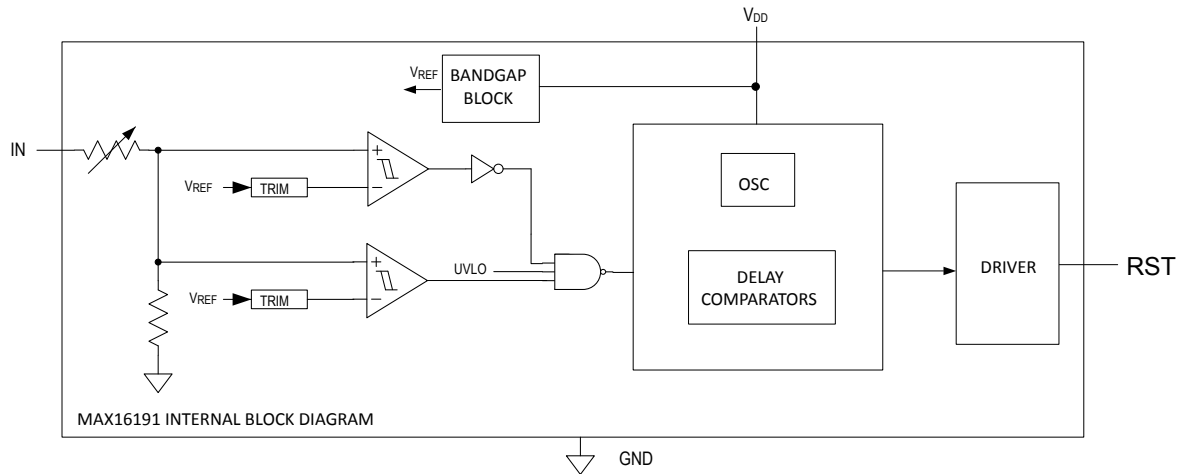 VDD
VREF
BANDGAP
BLOCK
IN
+
VREF
TRIM
−
OSC
+
UVLO
VREF
TRIM
−
DELAY
COMPARATORS
DRIVER
RST
MAX16191 INTERNAL BLOCK DIAGRAM
GND